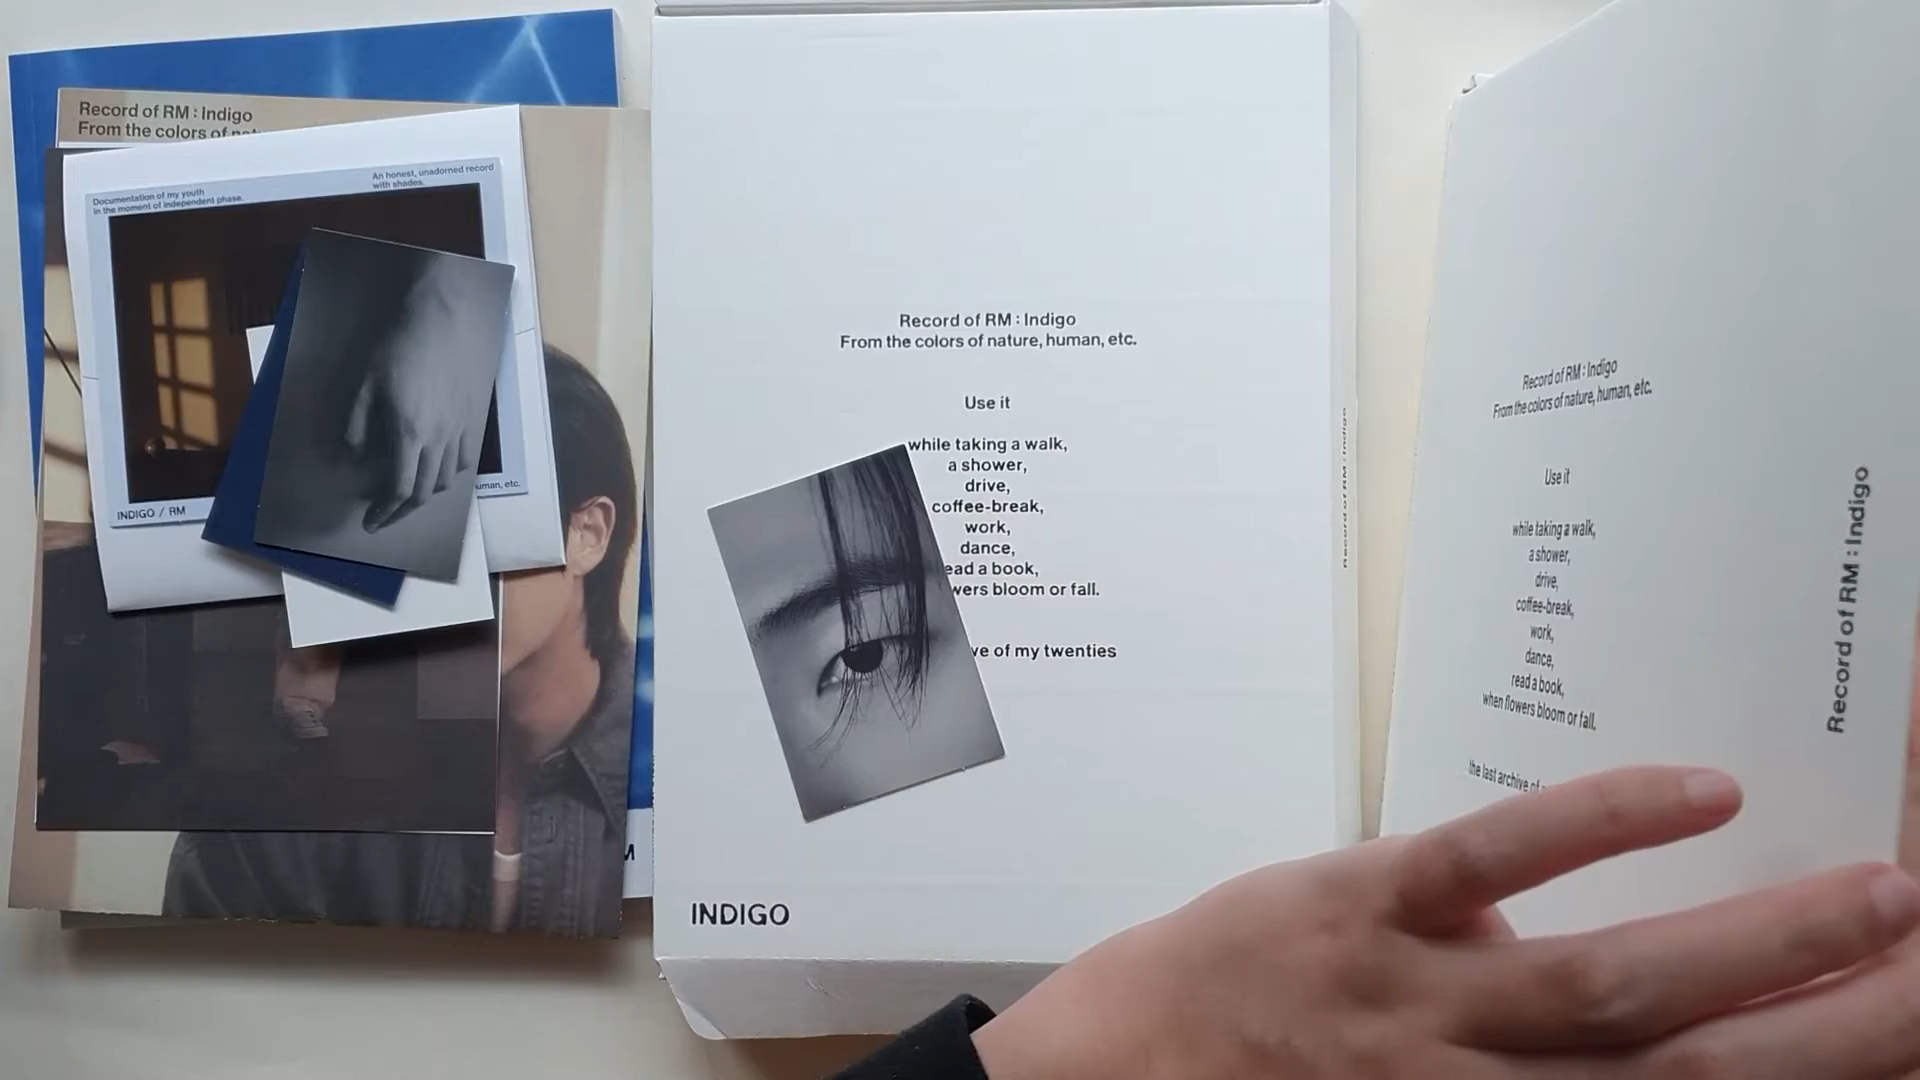 Record of RM : Indigo
From the colors of
Documentation of my youth
in the moment of independent phase.
An honest, unadorned record
with shades.
uman, etc.
INDIGO / RM
M
Record of RM : Indigo
From the colors of nature, human, etc.
Use it
while taking a walk,
a shower,
drive,
coffee-break,
work,
dance,
ead a book,
wers bloom or fall.
ve of my twenties
INDIGO
Record of RM : Indigo
Record of RM : Indigo
From the colors of nature, human, etc.
Use it
while taking a walk,
a shower,
drive,
coffee-break,
work,
dance,
read a book,
when flowers bloom or fall.
the last archive of
Record of RM : Indigo